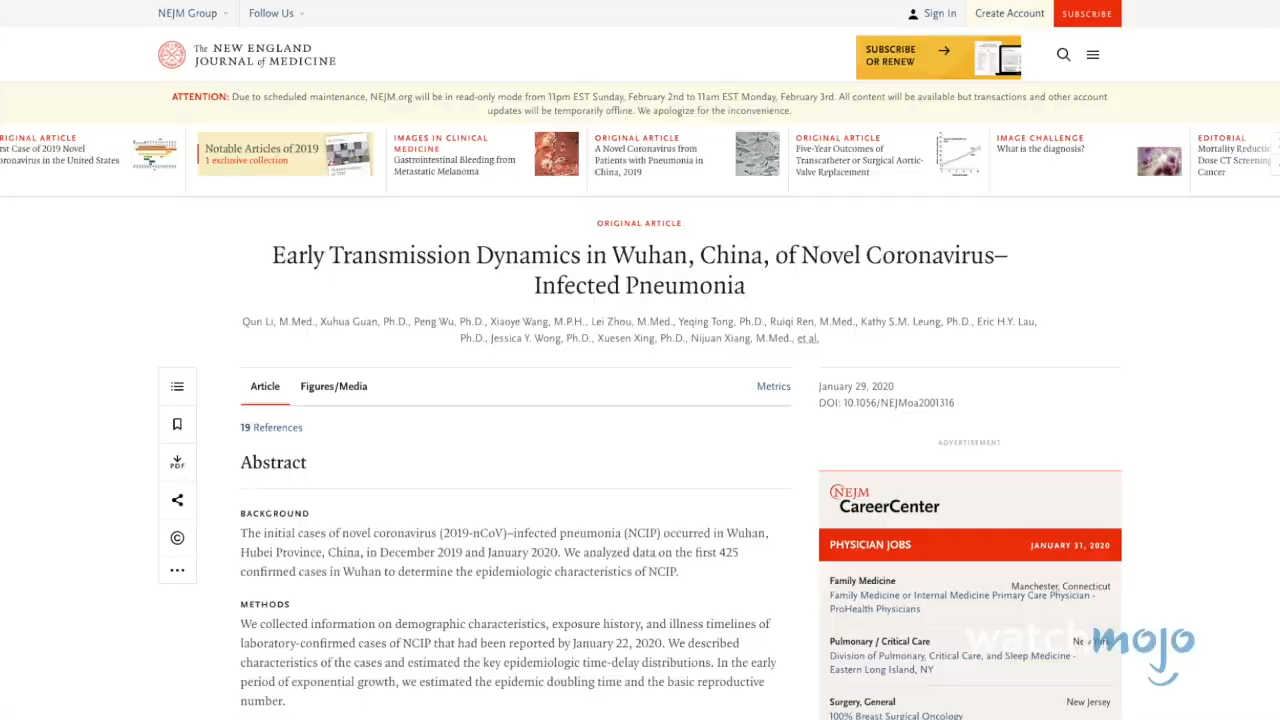 NEJM Group
Follow Us
Sign In
Create Account
SUBSCRIBE
The NEW ENGLAND
JOURNAL of MEDICINE
SUBSCRIBE
OR RENEW
ATTENTION: Due to scheduled maintenance, NEJM.org will be in read-only mode from 11pm EST Sunday, February 2nd to 11am EST Monday, February 3rd. All content will be available but transactions and other account
updates will be temporarily offline. We apologize for the inconvenience.
RIGINAL ARTICLE
rst Case of 2019 Novel
oronavirus in the United States
Notable Articles of 2019
1 exclusive collection
IMAGES IN CLINICAL
MEDICINE
Gastrointestinal Bleeding from
Metastatic Melanoma
ORIGINAL ARTICLE
A Novel Coronavirus from
Patients with Pneumonia in
China, 2019
ORIGINAL ARTICLE
Five-Year Outcomes of
Transcatheter or Surgical Aortic-
Valve Replacement
IMAGE CHALLENGE
What is the diagnosis?
EDITORIAL
Mortality Reductio
Dose CT Screening
Cancer
ORIGINAL ARTICLE
Early Transmission Dynamics in Wuhan, China, of Novel Coronavirus–
Infected Pneumonia
Qun Li, M.Med., Xuhua Guan, Ph.D., Peng Wu, Ph.D., Xiaoye Wang, M.P.H., Lei Zhou, M.Med., Yeqing Tong, Ph.D., Ruiqi Ren, M.Med., Kathy S.M. Leung, Ph.D., Eric H.Y. Lau,
Ph.D., Jessica Y. Wong, Ph.D., Xuesen Xing, Ph.D., Nijuan Xiang, M.Med., et al.
Article
Figures/Media
Metrics
January 29, 2020
DOI: 10.1056/NEJMoa2001316
19 References
PDF
ADVERTISEMENT
Abstract
BACKGROUND
The initial cases of novel coronavirus (2019-nCoV)–infected pneumonia (NCIP) occurred in Wuhan,
Hubei Province, China, in December 2019 and January 2020. We analyzed data on the first 425
confirmed cases in Wuhan to determine the epidemiologic characteristics of NCIP.
METHODS
We collected information on demographic characteristics, exposure history, and illness timelines of
laboratory-confirmed cases of NCIP that had been reported by January 22, 2020. We described
characteristics of the cases and estimated the key epidemiologic time-delay distributions. In the early
period of exponential growth, we estimated the epidemic doubling time and the basic reproductive
number.
NEJM
CareerCenter
PHYSICIAN JOBS
JANUARY 31, 2020
Family Medicine
Manchester, Connecticut
Family Medicine or Internal Medicine Primary Care Physician -
ProHealth Physicians
Pulmonary / Critical Care
New York
Division of Pulmonary, Critical Care, and Sleep Medicine -
Eastern Long Island, NY
Surgery, General
New Jersey
100% Breast Surgical Oncology
watchmojo